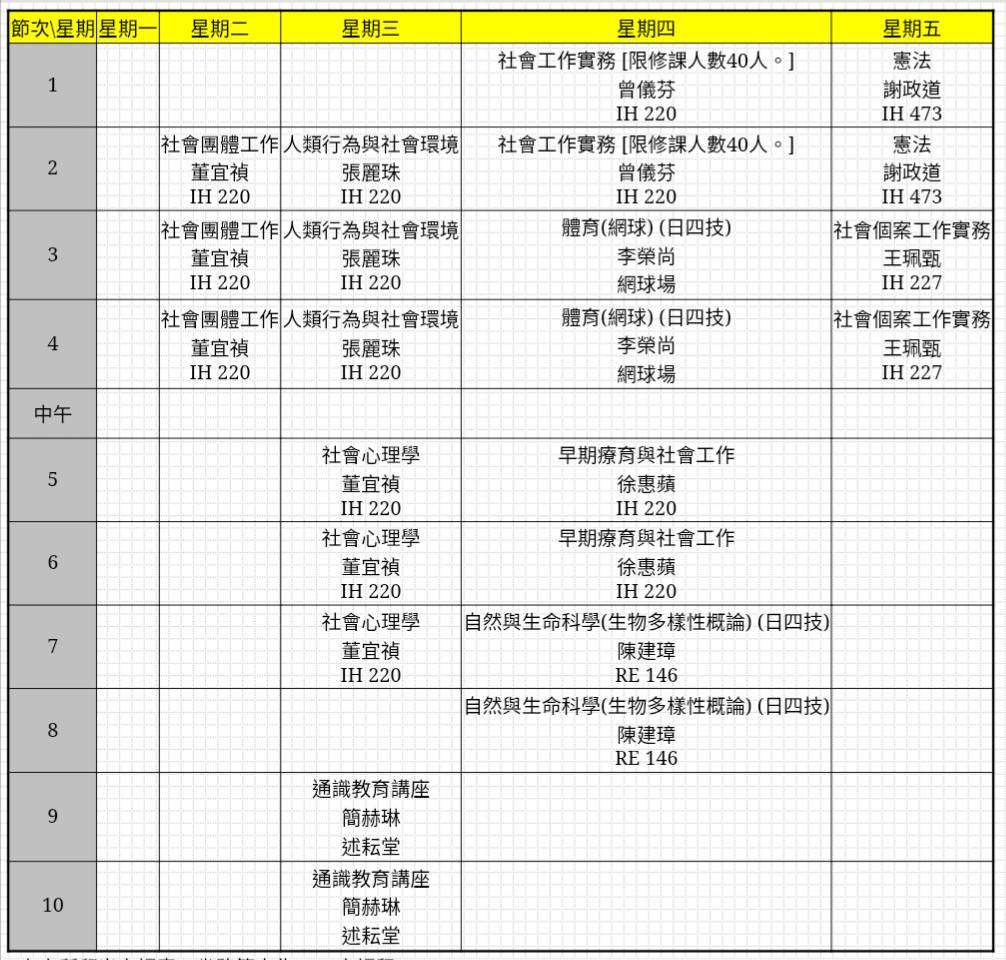 節次\星期 星期一 星期二 星期三 星期四 星期五
1
社會工作實務 [限修課人數40人。]
曾儀芬
IH 220
憲法
謝政道
IH 473
2
社會團體工作
董宜禎
IH 220
人類行為與社會環境
張麗珠
IH 220
社會工作實務 [限修課人數40人。]
曾儀芬
IH 220
憲法
謝政道
IH 473
3
社會團體工作
董宜禎
IH 220
人類行為與社會環境
張麗珠
IH 220
體育(網球) (日四技)
李榮尚
網球場
社會個案工作實務
王珮甄
IH 227
4
社會團體工作
董宜禎
IH 220
人類行為與社會環境
張麗珠
IH 220
體育(網球) (日四技)
李榮尚
網球場
社會個案工作實務
王珮甄
IH 227
中午
5
社會心理學
董宜禎
IH 220
早期療育與社會工作
徐惠蘋
IH 220
6
社會心理學
董宜禎
IH 220
早期療育與社會工作
徐惠蘋
IH 220
7
社會心理學
董宜禎
IH 220
自然與生命科學(生物多樣性概論) (日四技)
陳建璋
RE 146
8
自然與生命科學(生物多樣性概論) (日四技)
陳建璋
RE 146
9
通識教育講座
簡赫琳
述耘堂
10
通識教育講座
簡赫琳
述耘堂